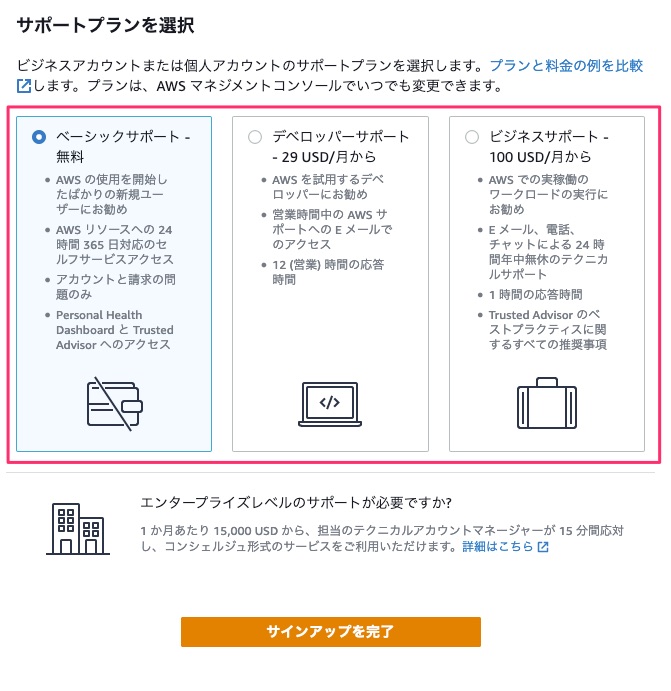 サポートプランを選択
ビジネスアカウントまたは個人アカウントのサポートプランを選択します。プランと料金の例を比較
します。プランは、AWS マネジメントコンソールでいつでも変更できます。
ベーシックサポート -
無料
• AWS の使用を開始し
たばかりの新規ユー
ザーにお勧め
• AWS リソースへの 24
時間 365 日対応のセ
ルフサービスアクセス
• アカウントと請求の問
題のみ
• Personal Health
Dashboard と Trusted
Advisor へのアクセス
デベロッパーサポート
- 29 USD/月から
• AWS を試用するデベ
ロッパーにお勧め
• 営業時間中の AWS サ
ポートへの E メールで
のアクセス
• 12 (営業) 時間の応答
時間
</>
ビジネスサポート -
100 USD/月から
• AWS での実稼働の
ワークロードの実行に
お勧め
• E メール、電話、
チャットによる 24 時
間年中無休のテクニカ
ルサポート
• 1 時間の応答時間
• Trusted Advisor のベ
ストプラクティスに関
するすべての推奨事項
エンタープライズレベルのサポートが必要ですか?
1 か月あたり 15,000 USD から、担当のテクニカルアカウントマネージャーが 15 分間応対
し、コンシェルジュ形式のサービスをご利用いただけます。詳細はこちら
サインアップを完了